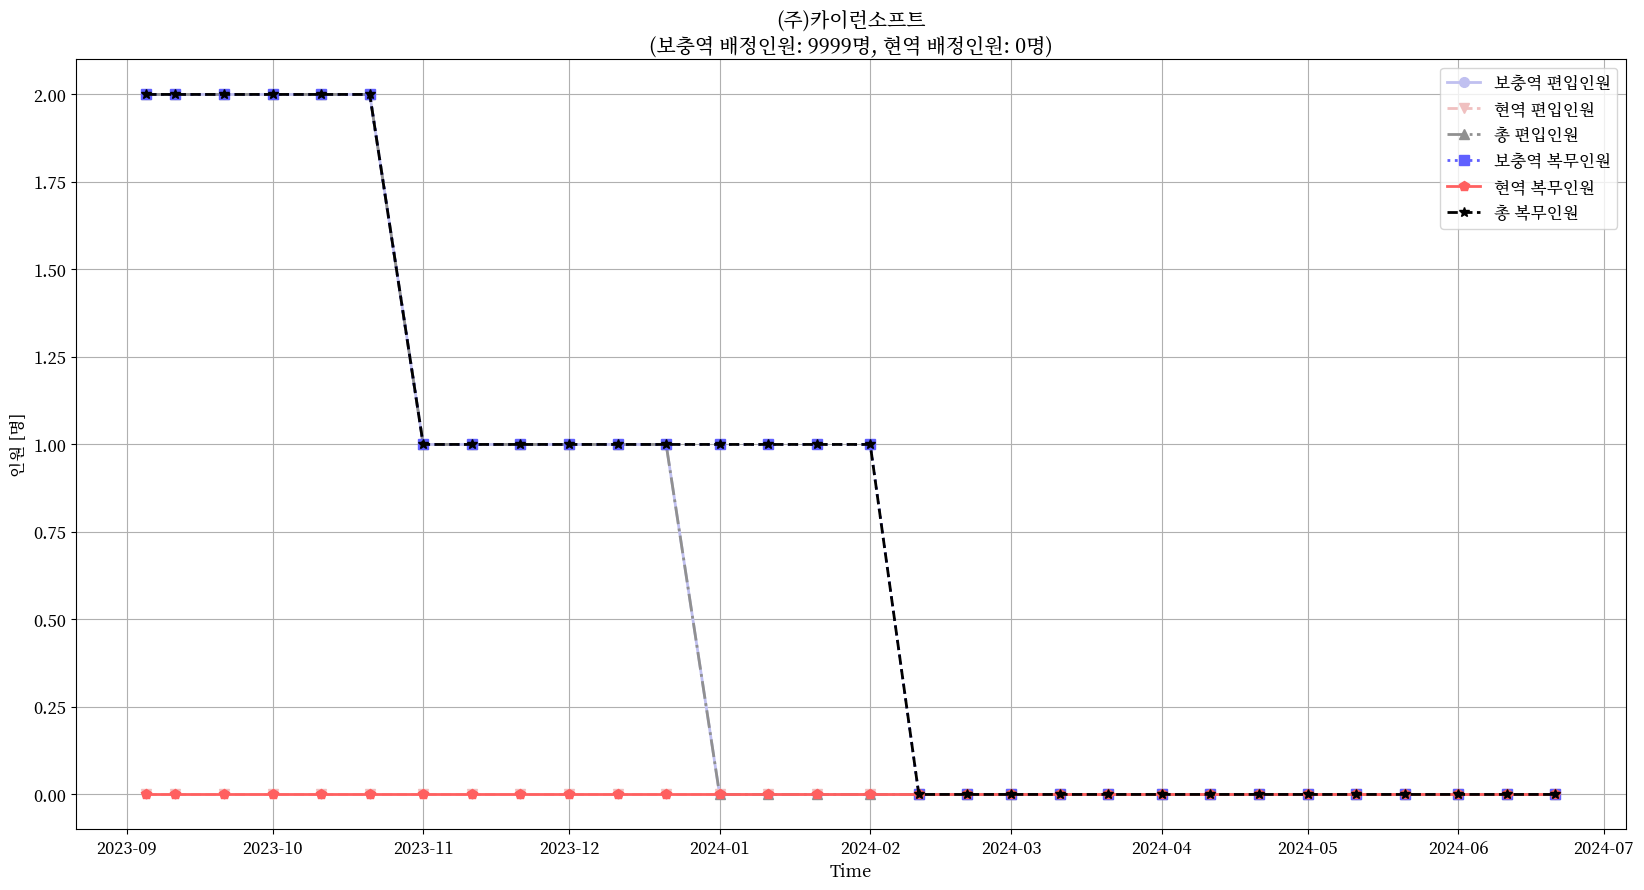 (주)카이런소프트
(보충역 배정인원: 9999명, 현역 배정인원: 0명)
보충역 편입인원
현역 편입인원
총 편입인원
보충역 복무인원
현역 복무인원
총 복무인원
2.00
1.75
1.50
1.25
1.00
0.75
0.50
0.25
0.00
인원 [명]
2023-09 2023-10 2023-11 2023-12 2024-01 2024-02 2024-03 2024-04 2024-05 2024-06 2024-07
Time